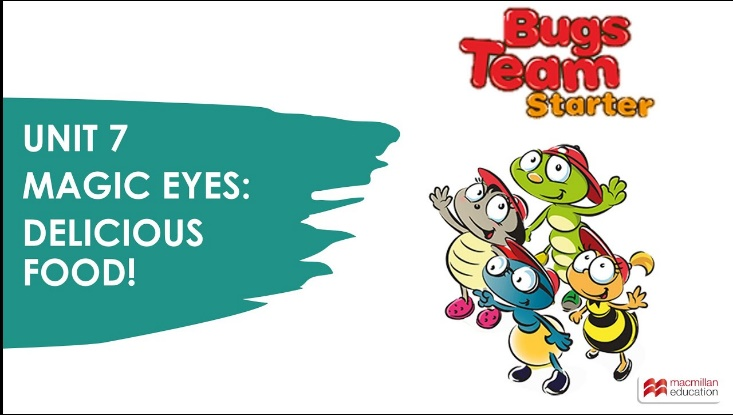 Bugs
Team
Starter
UNIT 7
MAGIC EYES:
DELICIOUS
FOOD!
macmillan
education